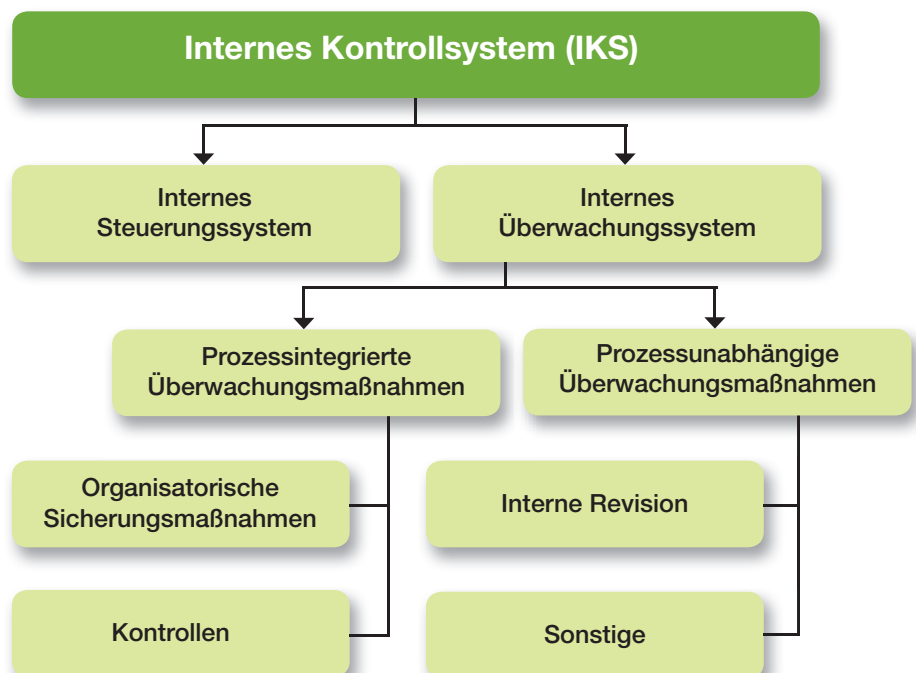 Internes Kontrollsystem (IKS)
Internes
Steuerungssystem
Internes
Überwachungssystem
Prozessintegrierte
Überwachungsmaßnahmen
Prozessunabhängige
Überwachungsmaßnahmen
Organisatorische
Sicherungsmaßnahmen
Interne Revision
Kontrollen
Sonstige